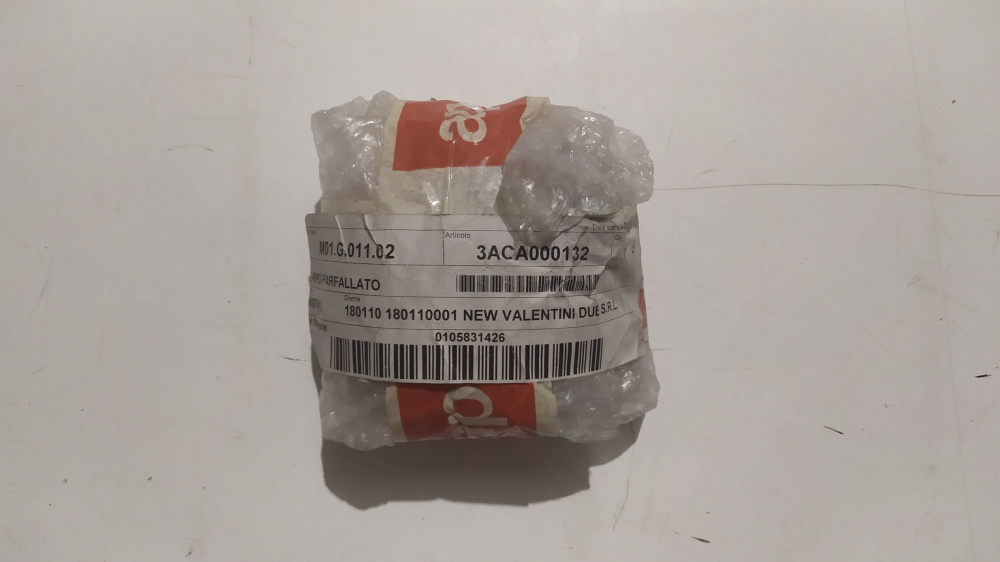 Articolo
M01.G.011.02
3ACA000132
FARFALLATO
Cliente
180110 180110001 NEW VALENTINI DUE S.R.L.
0105831426